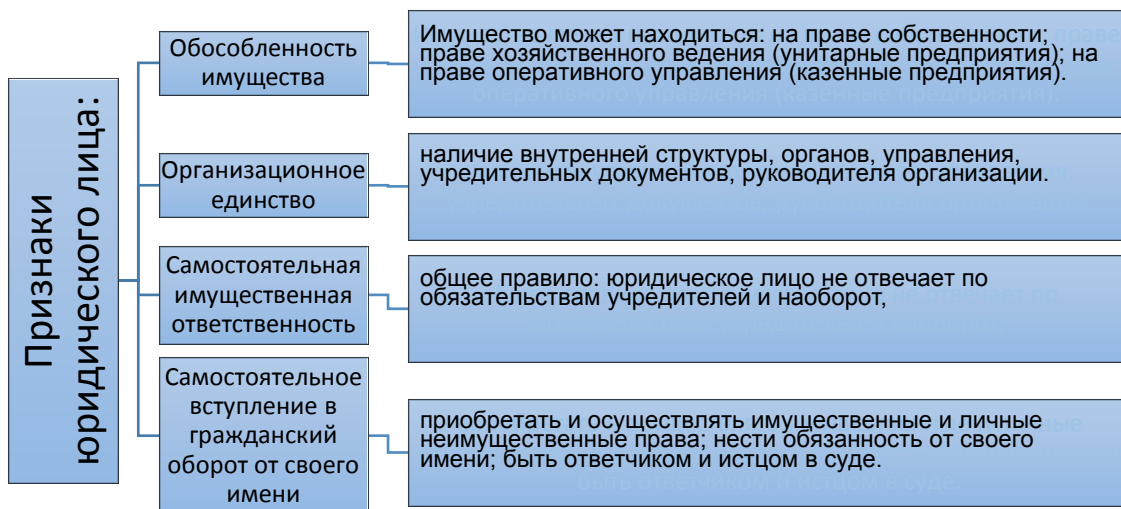 Признаки
юридического лица:
Обособленность
имущества
Имущество может находиться: на праве собственности;
праве хозяйственного ведения (унитарные предприятия); на
праве оперативного управления (казенные предприятия).
Организационное
единство
наличие внутренней структуры, органов, управления,
учредительных документов, руководителя организации.
Самостоятельная
имущественная
ответственность
общее правило: юридическое лицо не отвечает по
обязательствам учредителей и наоборот,
Самостоятельное
вступление в
гражданский
оборот от своего
имени
приобретать и осуществлять имущественные и личные
неимущественные права; нести обязанность от своего
имени; быть ответчиком и истцом в суде.